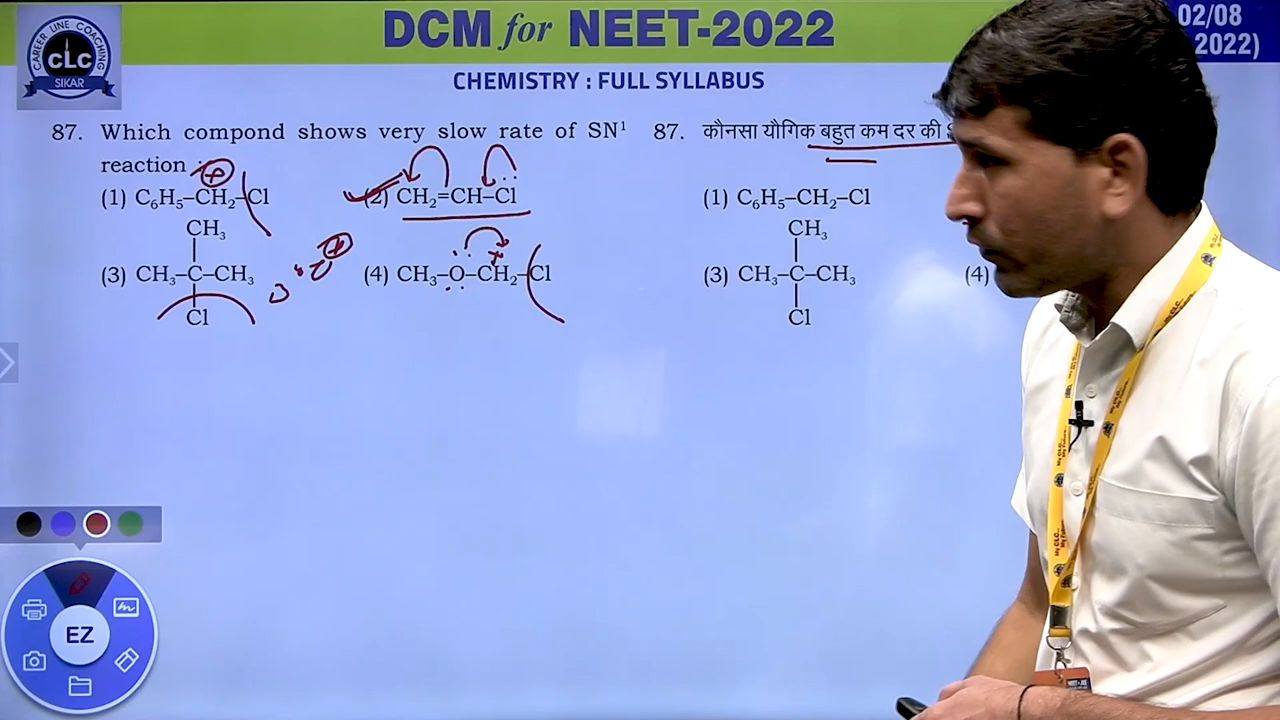 CAREER LINE COACHING
CLC
SIKAR
DCM for NEET-2022
02/08
2022)
CHEMISTRY : FULL SYLLABUS
87. Which compond shows very slow rate of SN¹
reaction :
(1) C₆H₅–CH₂–Cl
(2) CH₂=CH–Cl
(3) CH₃–C–CH₃
CH₃
Cl
(4) CH₃–O–CH₂–Cl
3° C⊕
87. कौनसा यौगिक बहुत कम दर की
(1) C₆H₅–CH₂–Cl
(3) CH₃–C–CH₃
CH₃
Cl
(4)
EZ